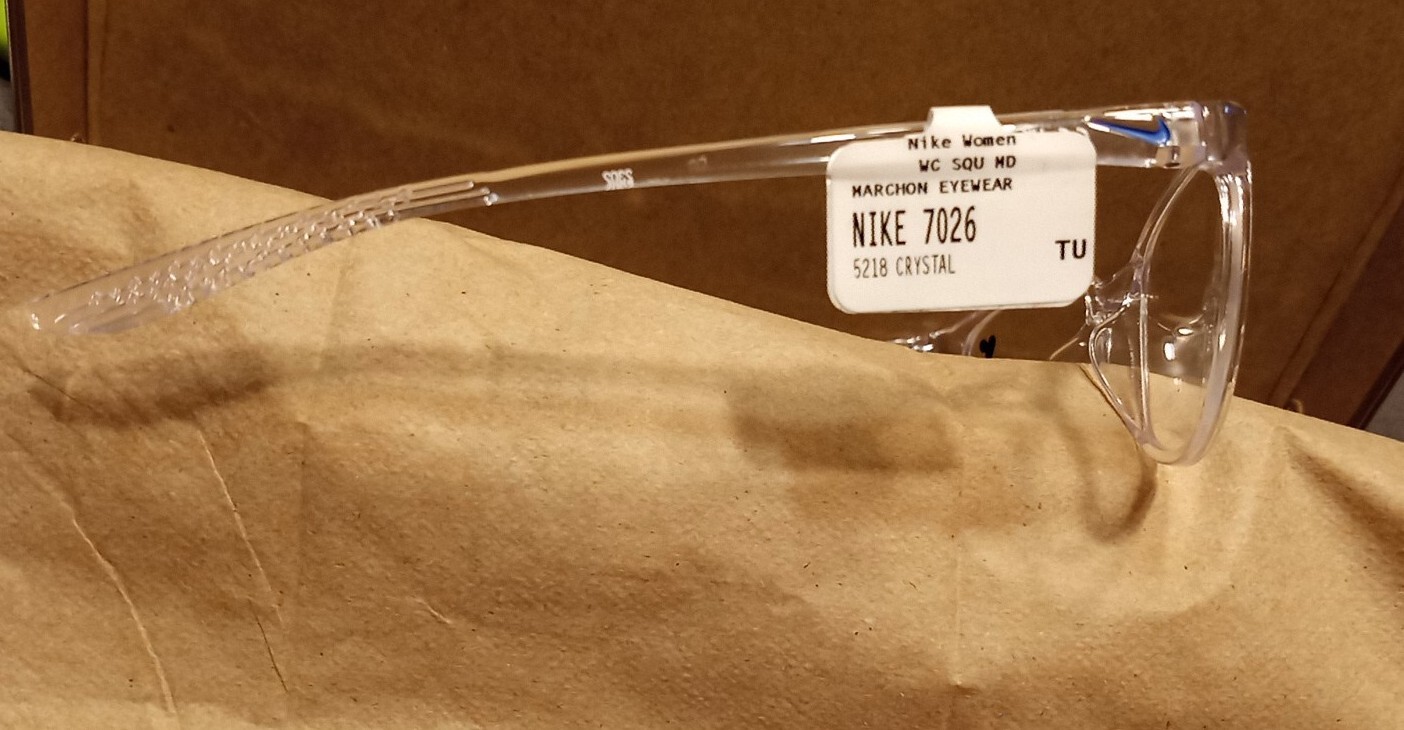 Nike Women
WC SQU MD
MARCHON EYEWEAR
NIKE 7026
5218 CRYSTAL
TU